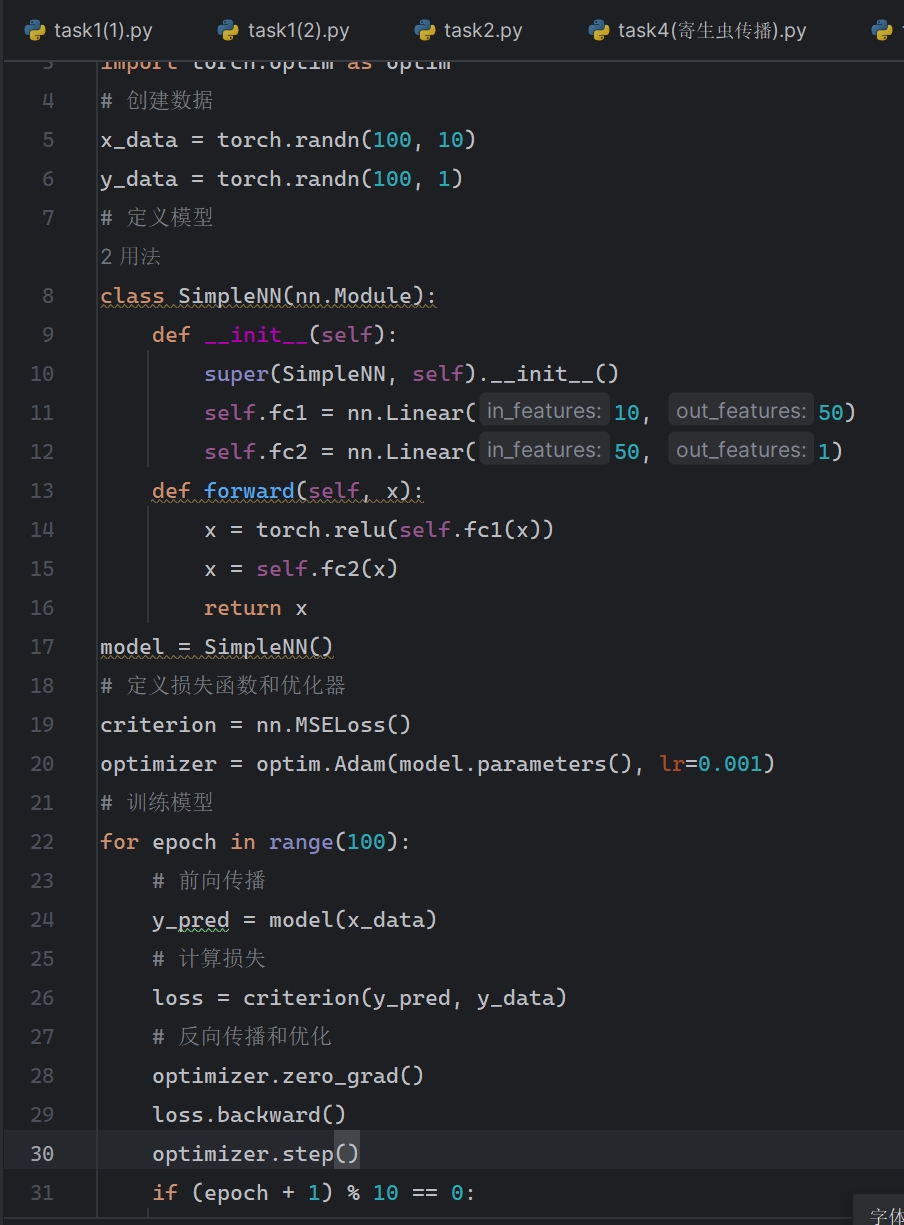 task1(1).py task1(2).py task2.py task4(寄生虫传播).py
3 import torch.optim as optim
4 # 创建数据
5 x_data = torch.randn(100, 10)
6 y_data = torch.randn(100, 1)
7 # 定义模型
2 用法
8 class SimpleNN(nn.Module):
9 def __init__(self):
10 super(SimpleNN, self).__init__()
11 self.fc1 = nn.Linear( in_features: 10, out_features: 50)
12 self.fc2 = nn.Linear( in_features: 50, out_features: 1)
13 def forward(self, x):
14 x = torch.relu(self.fc1(x))
15 x = self.fc2(x)
16 return x
17 model = SimpleNN()
18 # 定义损失函数和优化器
19 criterion = nn.MSELoss()
20 optimizer = optim.Adam(model.parameters(), lr=0.001)
21 # 训练模型
22 for epoch in range(100):
23 # 前向传播
24 y_pred = model(x_data)
25 # 计算损失
26 loss = criterion(y_pred, y_data)
27 # 反向传播和优化
28 optimizer.zero_grad()
29 loss.backward()
30 optimizer.step()
31 if (epoch + 1) % 10 == 0:
字体